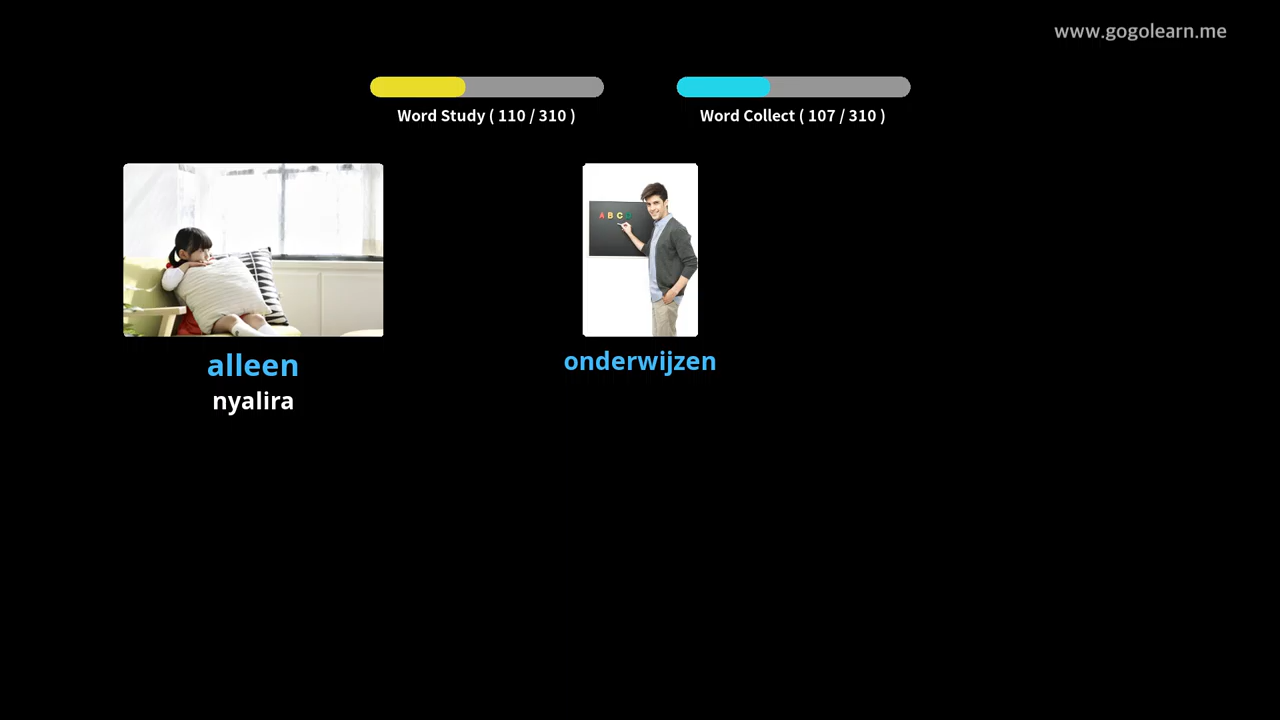 www.gogolearn.me
Word Study ( 110 / 310 )
Word Collect ( 107 / 310 )
A B C D
alleen
nyalira
onderwijzen